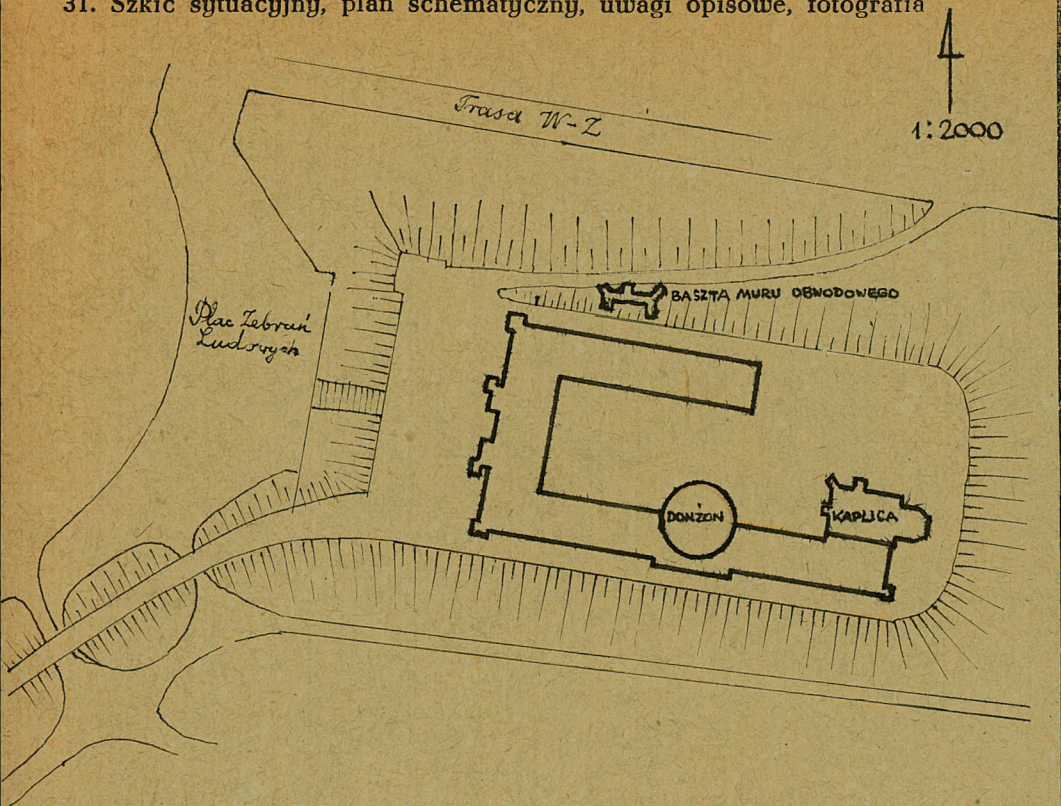 31. Szkic sytuacyjny, plan schematyczny, uwagi opisowe, fotografia
1:2000
Trasa W-Z
BASZTA MURU OBWODOWEGO
Plac Zebrań
Ludowych
DONŻON
KAPLICA